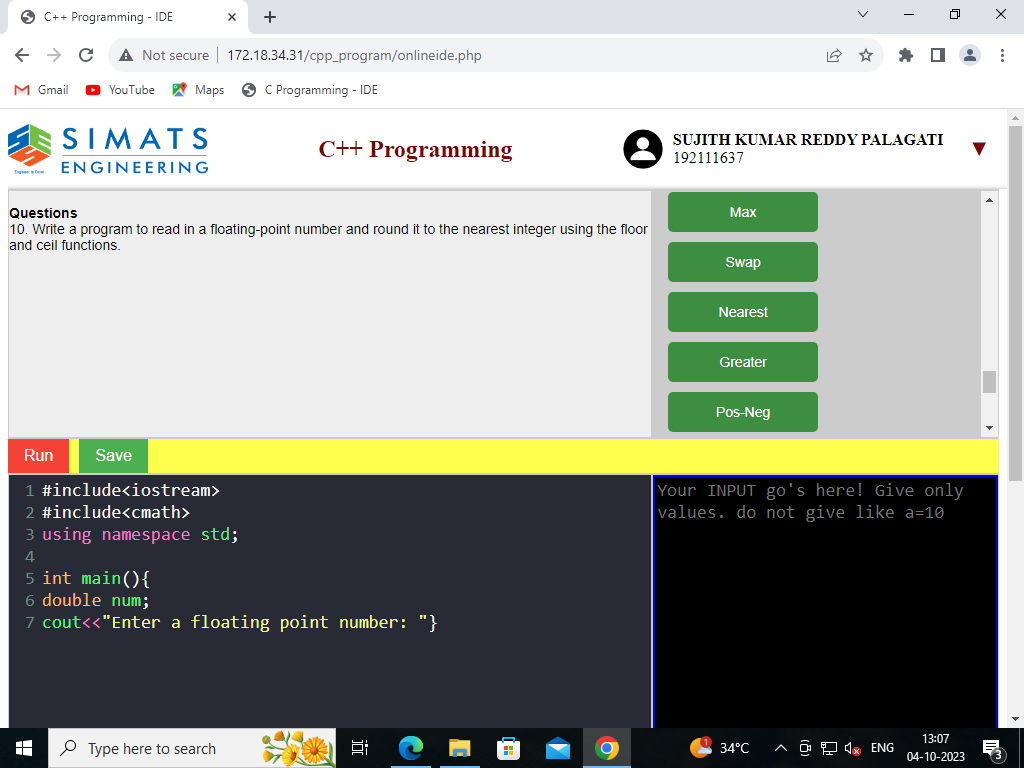 C++ Programming - IDE
Not secure
172.18.34.31/cpp_program/onlineide.php
Gmail
YouTube
Maps
C Programming - IDE
SIMATS
ENGINEERING
Engineer to Excel
C++ Programming
SUJITH KUMAR REDDY PALAGATI
192111637
Questions
10. Write a program to read in a floating-point number and round it to the nearest integer using the floor
and ceil functions.
Max
Swap
Nearest
Greater
Pos-Neg
Run
Save
1 #include<iostream>
2 #include<cmath>
3 using namespace std;
4
5 int main(){
6 double num;
7 cout<<"Enter a floating point number: "}
Your INPUT go's here! Give only
values. do not give like a=10
Type here to search
1
34°C
ENG
13:07
04-10-2023
3